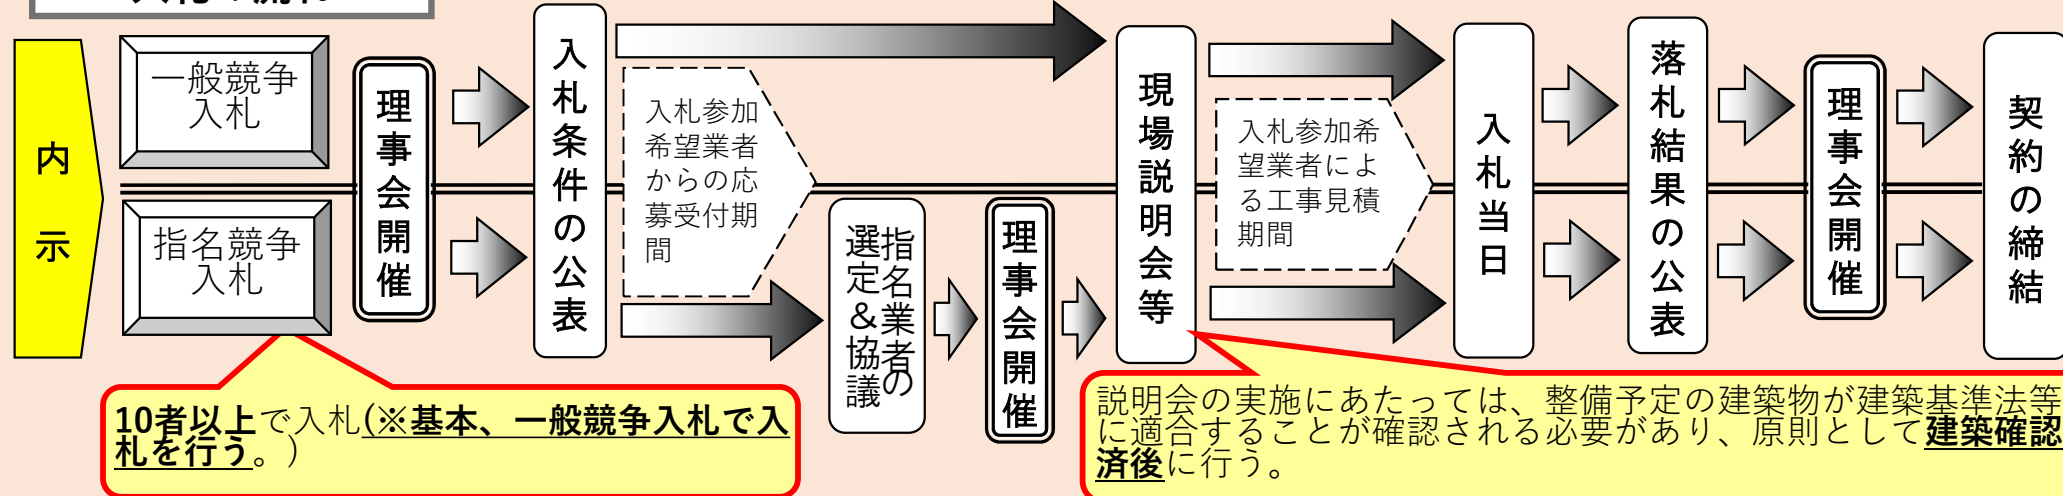 内示
一般競争
入札
指名競争
入札
理事会開催
入札条件の公表
入札参加
希望業者
からの応
募受付期
間
指名業者の
選定&協議
理事会開催
現場説明会等
入札参加希
望業者によ
る工事見積
期間
入札当日
落札結果の公表
理事会開催
契約の締結
10者以上で入札(※基本、一般競争入札で入
札を行う。)
説明会の実施にあたっては、整備予定の建築物が建築基準法等
に適合することが確認される必要があり、原則として建築確認
済後に行う。